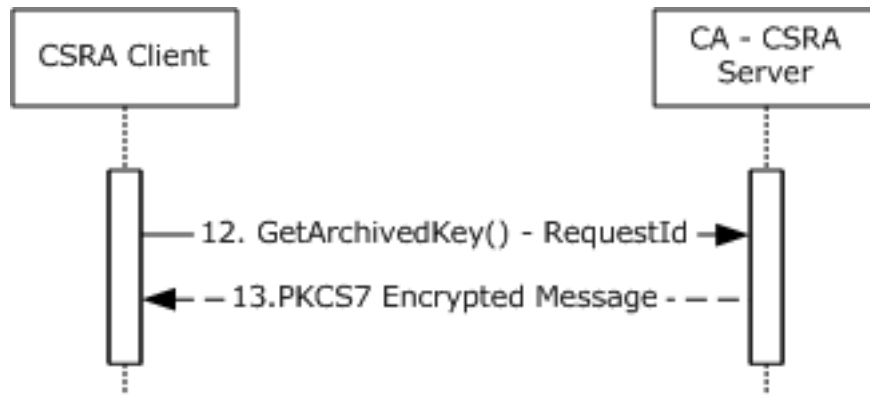 CSRA Client
CA - CSRA
Server
12. GetArchivedKey() - RequestId
13.PKCS7 Encrypted Message